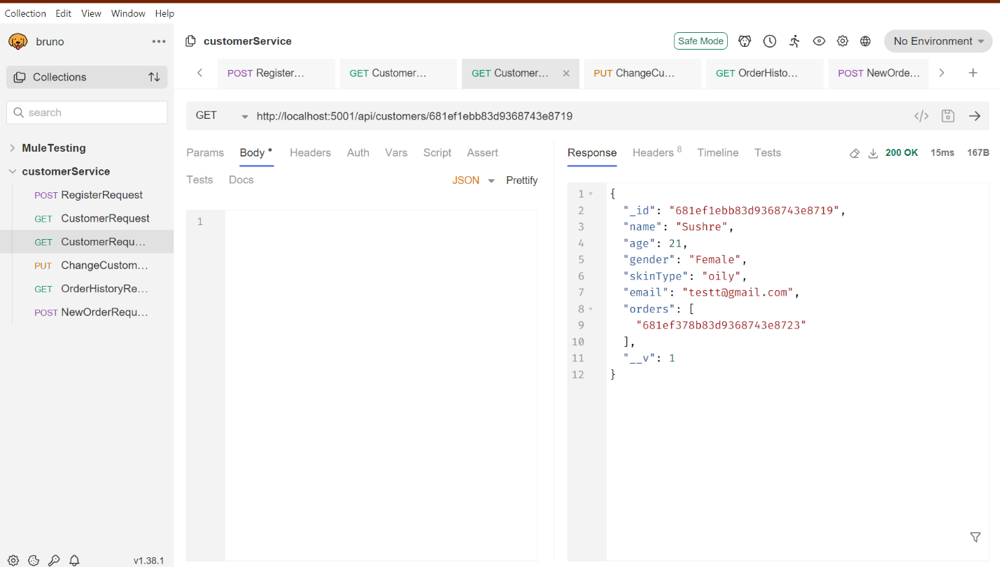 Collection Edit View Window Help
bruno
customerService
Safe Mode
No Environment
Collections
POST Register...
GET Customer...
GET Customer...
PUT ChangeCu...
GET OrderHisto...
POST NewOrde...
search
GET http://localhost:5001/api/customers/681ef1ebb83d9368743e8719
MuleTesting
customerService
POST RegisterRequest
GET CustomerRequest
GET CustomerRequ...
PUT ChangeCustom...
GET OrderHistoryRe...
POST NewOrderRequ...
Params Body Headers Auth Vars Script Assert
Tests Docs
JSON Prettify
1
Response Headers 8 Timeline Tests
200 OK 15ms 167B
1 {
2 "_id": "681ef1ebb83d9368743e8719",
3 "name": "Sushre",
4 "age": 21,
5 "gender": "Female",
6 "skinType": "oily",
7 "email": "testt@gmail.com",
8 "orders": [
9 "681ef378b83d9368743e8723"
10 ],
11 "__v": 1
12 }
v1.38.1